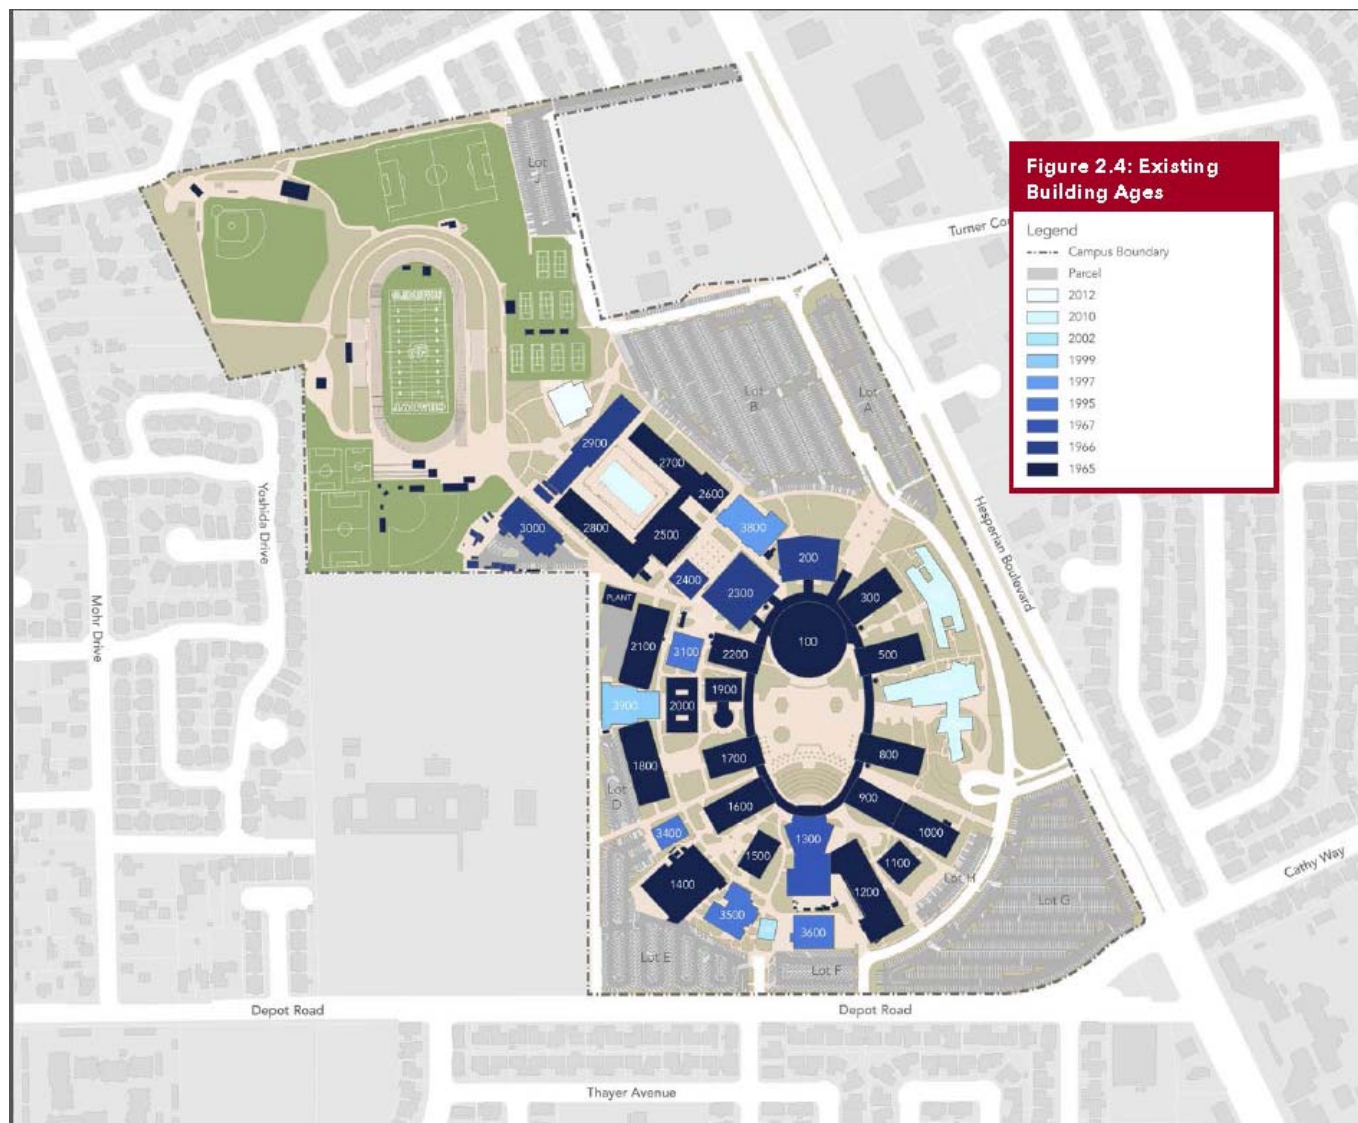 Figure 2.4: Existing
Building Ages
Legend
Campus Boundary
Parcel
2012
2010
2002
1999
1997
1995
1967
1966
1965
Lot
J
Turner
Lot
B
Lot
A
2900
2700
2600
3800
3000
2800
2500
200
2400
2300
300
PLANT
100
2100
3100
2200
500
1900
3900
2000
1700
800
1800
Lot
D
1600
900
3400
1300
1000
1500
1100
1400
1200
Lot H
Lot G
3500
3600
Lot E
Lot F
Yoshida Drive
Mohr Drive
Hesperian Boulevard
Cathy Way
Depot Road
Depot Road
Thayer Avenue